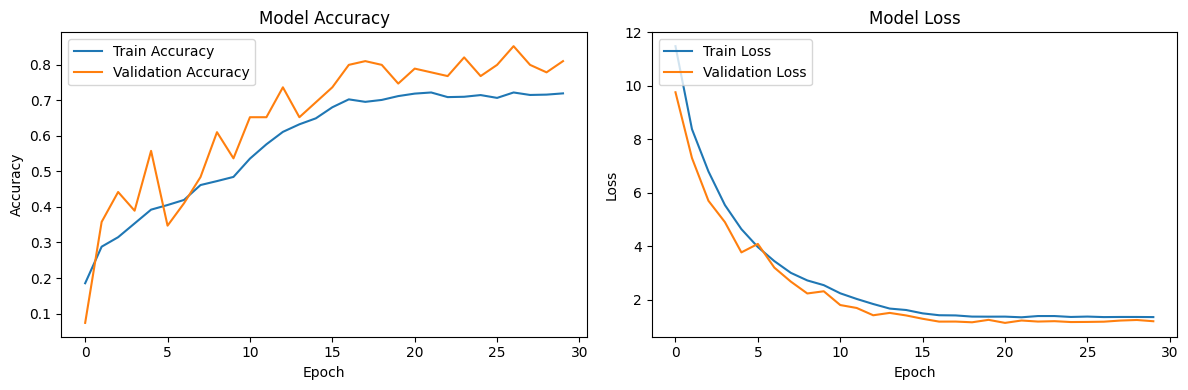 Model Accuracy
Train Accuracy
Validation Accuracy
Accuracy
0.8
0.7
0.6
0.5
0.4
0.3
0.2
0.1
0 5 10 15 20 25 30
Epoch
Model Loss
Train Loss
Validation Loss
Loss
12
10
8
6
4
2
0 5 10 15 20 25 30
Epoch